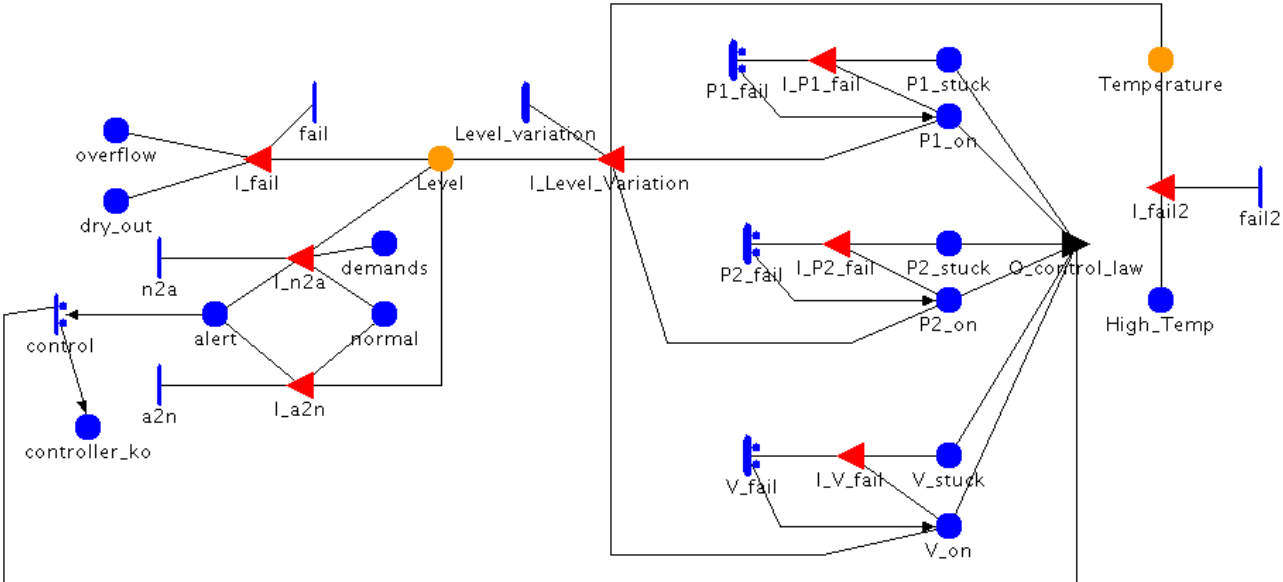 P1_fail
I_P1_fail
P1_stuck
Temperature
overflow
fail
Level_variation
P1_on
I_fail
Level
I_Level_Variation
dry_out
I_fail2
fail2
n2a
I_n2a
demands
P2_fail
I_P2_fail
P2_stuck
O_control_law
control
alert
normal
P2_on
High_Temp
a2n
I_a2n
controller_ko
V_fail
I_V_fail
V_stuck
V_on